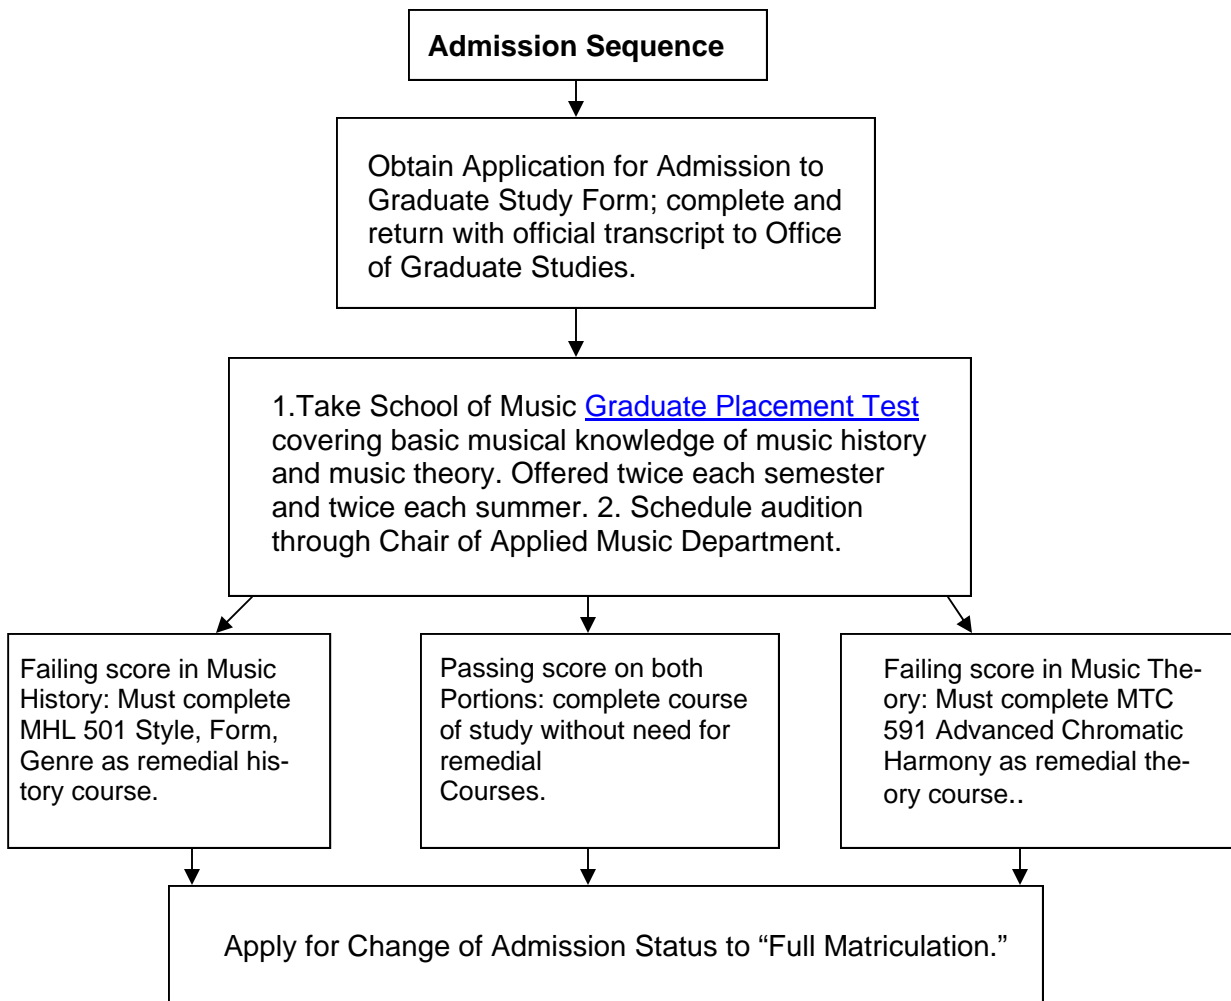 Admission Sequence
Obtain Application for Admission to
Graduate Study Form; complete and
return with official transcript to Office
of Graduate Studies.
1.Take School of Music Graduate Placement Test
covering basic musical knowledge of music history
and music theory. Offered twice each semester
and twice each summer. 2. Schedule audition
through Chair of Applied Music Department.
Failing score in Music
History: Must complete
MHL 501 Style, Form,
Genre as remedial his-
tory course.
Passing score on both
Portions: complete course
of study without need for
remedial
Courses.
Failing score in Music The-
ory: Must complete MTC
591 Advanced Chromatic
Harmony as remedial the-
ory course..
Apply for Change of Admission Status to “Full Matriculation.”